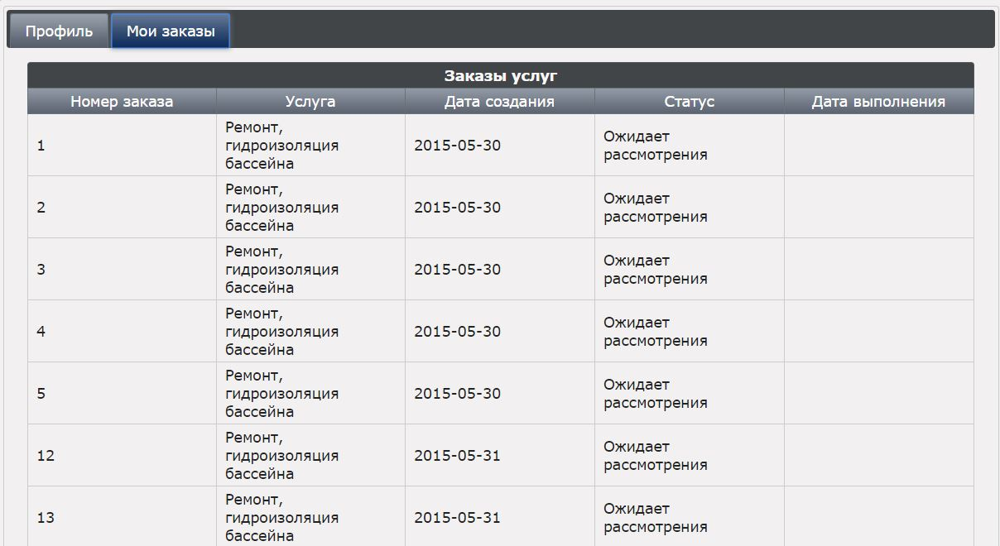 Профиль
Мои заказы
Заказы услуг
Номер заказа Услуга Дата создания Статус Дата выполнения
1 Ремонт, гидроизоляция бассейна 2015-05-30 Ожидает рассмотрения
2 Ремонт, гидроизоляция бассейна 2015-05-30 Ожидает рассмотрения
3 Ремонт, гидроизоляция бассейна 2015-05-30 Ожидает рассмотрения
4 Ремонт, гидроизоляция бассейна 2015-05-30 Ожидает рассмотрения
5 Ремонт, гидроизоляция бассейна 2015-05-30 Ожидает рассмотрения
12 Ремонт, гидроизоляция бассейна 2015-05-31 Ожидает рассмотрения
13 Ремонт, гидроизоляция бассейна 2015-05-31 Ожидает рассмотрения